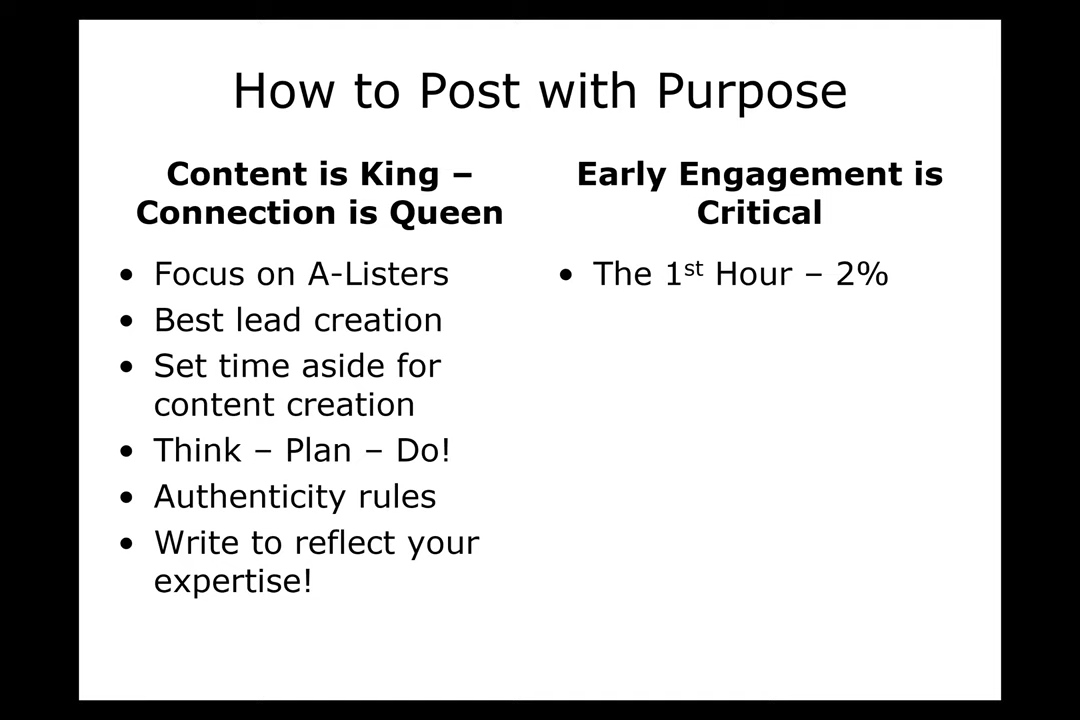 How to Post with Purpose
Content is King –
Connection is Queen
• Focus on A-Listers
• Best lead creation
• Set time aside for
content creation
• Think – Plan – Do!
• Authenticity rules
• Write to reflect your
expertise!
Early Engagement is
Critical
• The 1st Hour – 2%